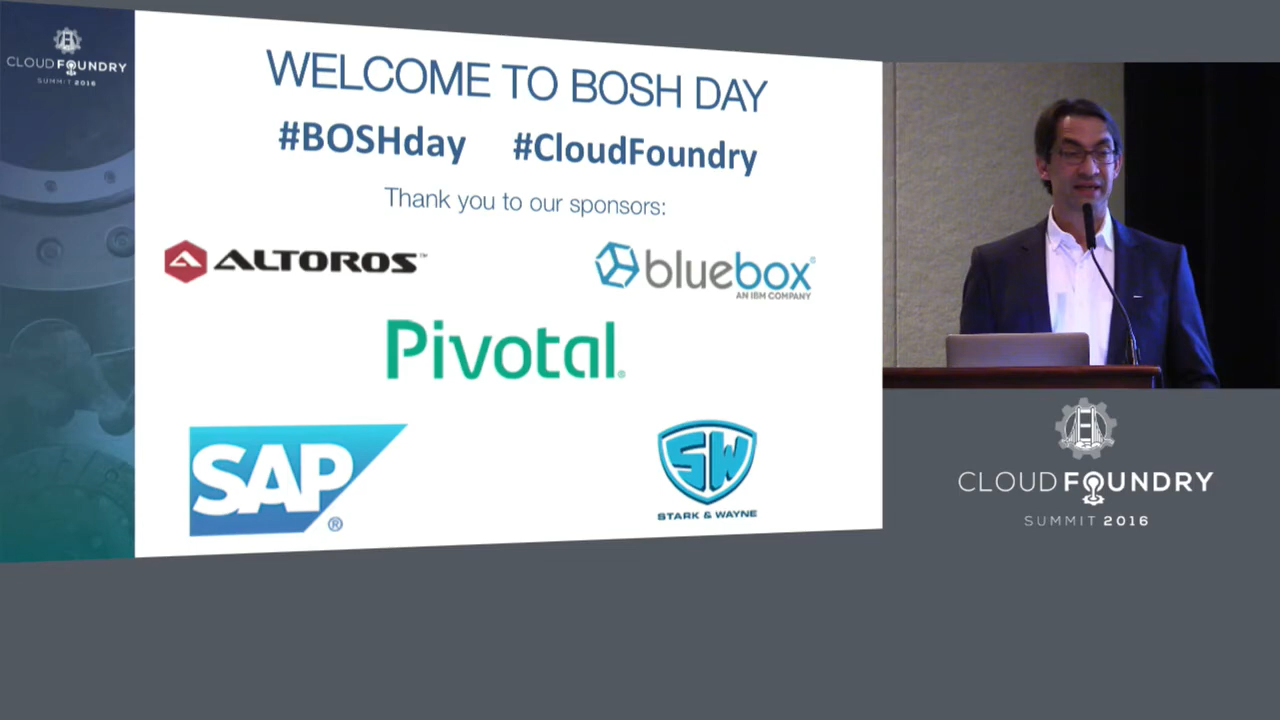 CLOUD FOUNDRY
SUMMIT 2016
WELCOME TO BOSH DAY
#BOSHday #CloudFoundry
Thank you to our sponsors:
ALTOROS™
bluebox®
AN IBM COMPANY
Pivotal®
SAP®
SW
STARK & WAYNE
CLOUD FOUNDRY
SUMMIT 2016